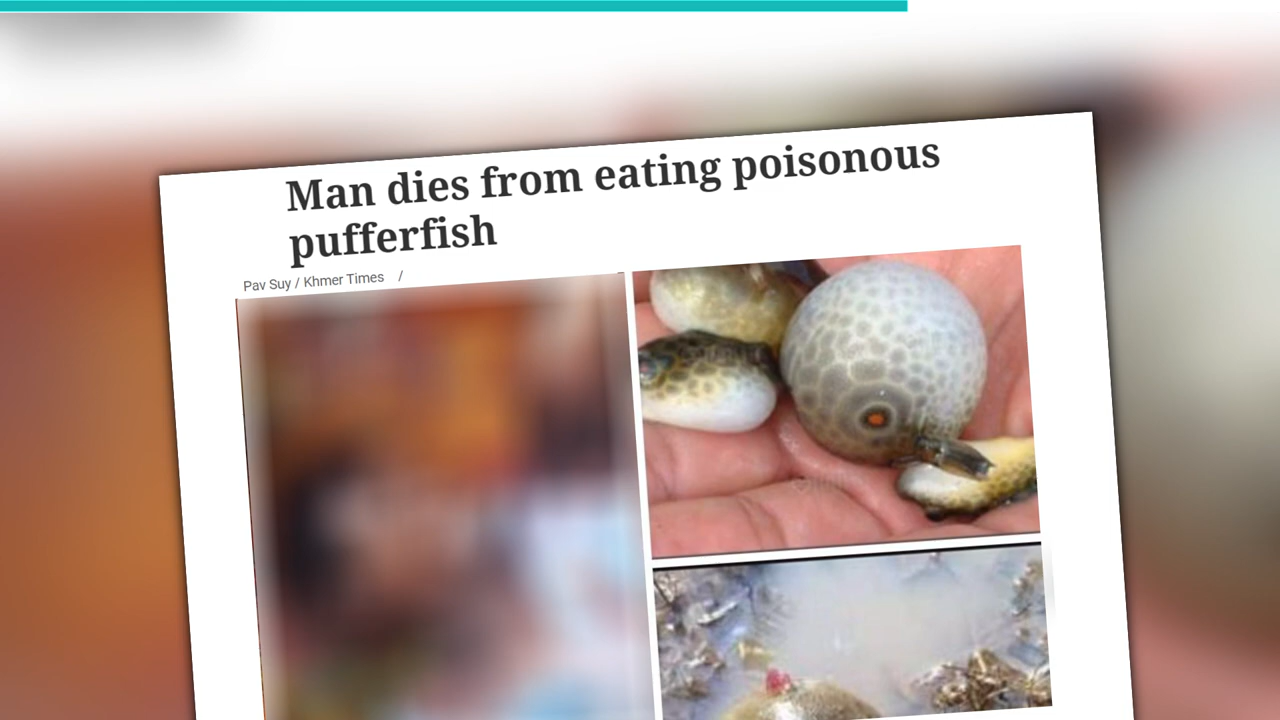 Man dies from eating poisonous
pufferfish
Pav Suy / Khmer Times /